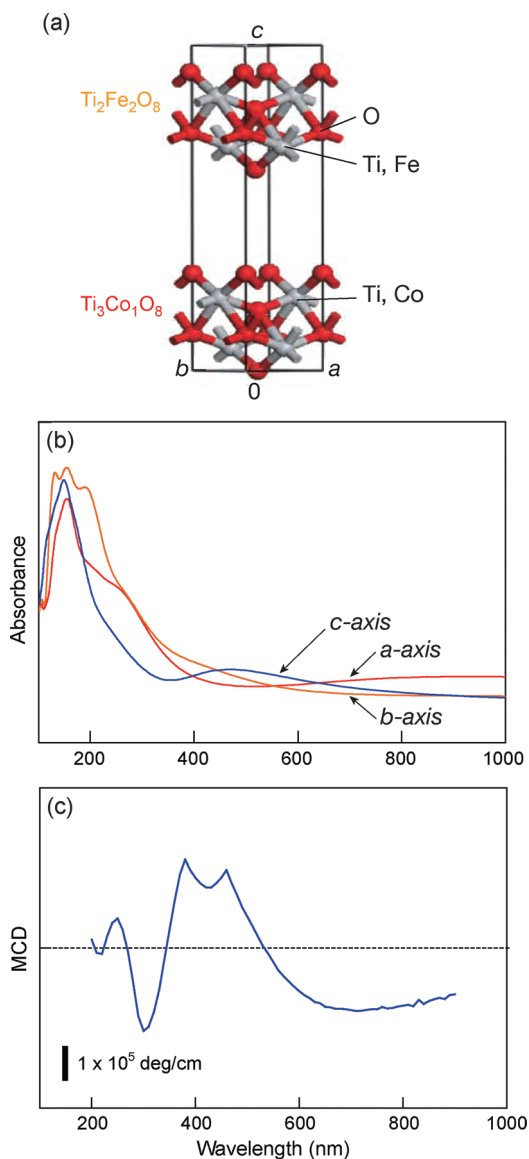 (a)
c
Ti2Fe2O8
O
Ti, Fe
Ti3Co1O8
Ti, Co
b
a
0
(b)
Absorbance
c-axis
a-axis
b-axis
200 400 600 800 1000
(c)
MCD
1 x 10^5 deg/cm
200 400 600 800 1000
Wavelength (nm)